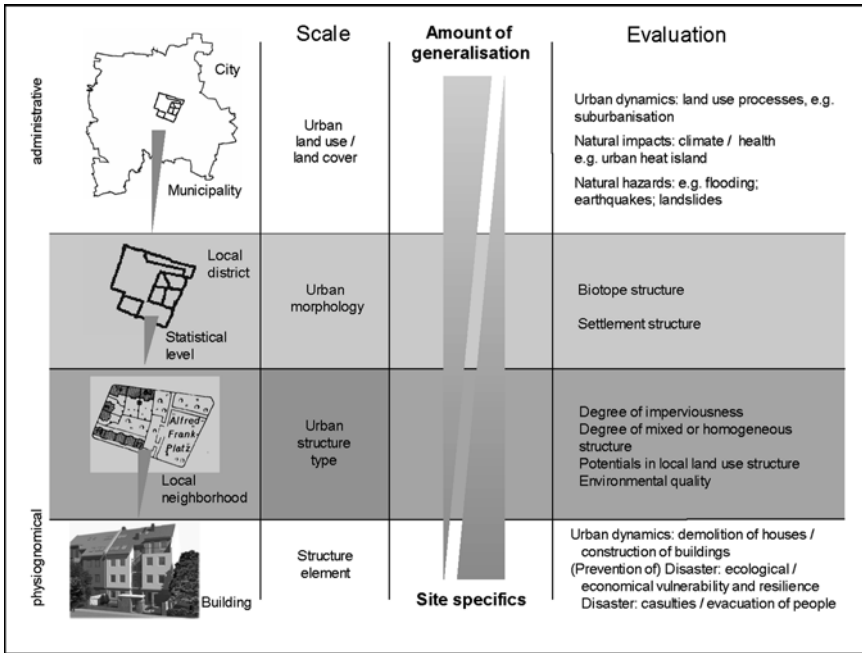 Scale
Amount of
generalisation
Evaluation
administrative
City
Municipality
Urban
land use /
land cover
Urban dynamics: land use processes, e.g.
suburbanisation
Natural impacts: climate / health
e.g. urban heat island
Natural hazards: e.g. flooding;
earthquakes; landslides
Local
district
Statistical
level
Urban
morphology
Biotope structure
Settlement structure
Alfred-
Frank-
Platz
Local
neighborhood
Urban
structure
type
Degree of imperviousness
Degree of mixed or homogeneous
structure
Potentials in local land use structure
Environmental quality
physiognomical
Building
Structure
element
Site specifics
Urban dynamics: demolition of houses /
construction of buildings
(Prevention of) Disaster: ecological /
economical vulnerability and resilience
Disaster: casulties / evacuation of people